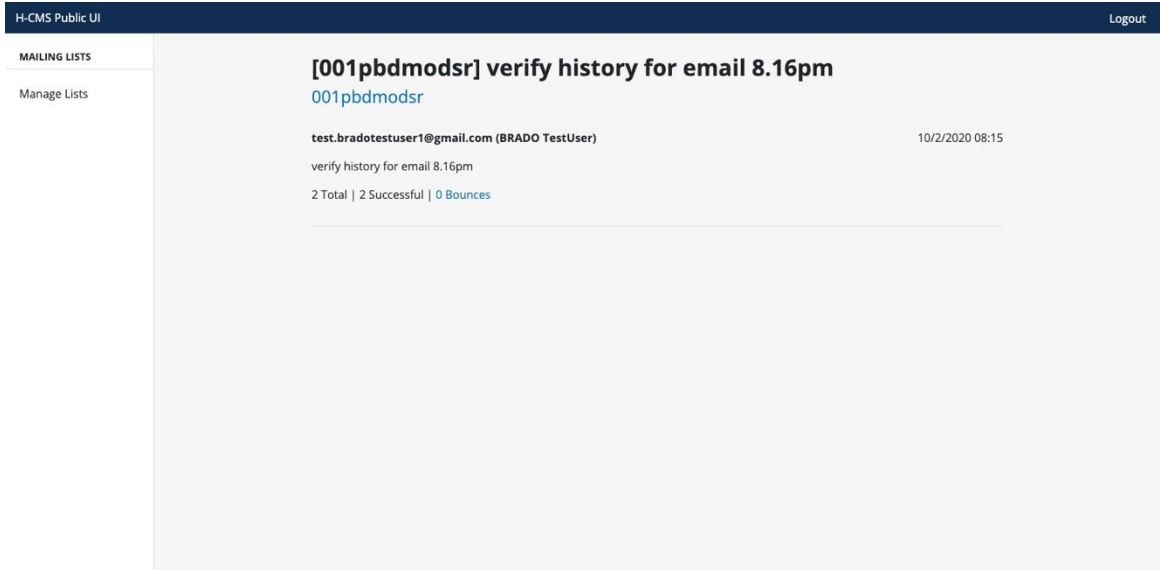 H-CMS Public UI
Logout
MAILING LISTS
Manage Lists
[001pbdmodsr] verify history for email 8.16pm
001pbdmodsr
test.bradotestuser1@gmail.com (BRADO TestUser)
10/2/2020 08:15
verify history for email 8.16pm
2 Total | 2 Successful | 0 Bounces